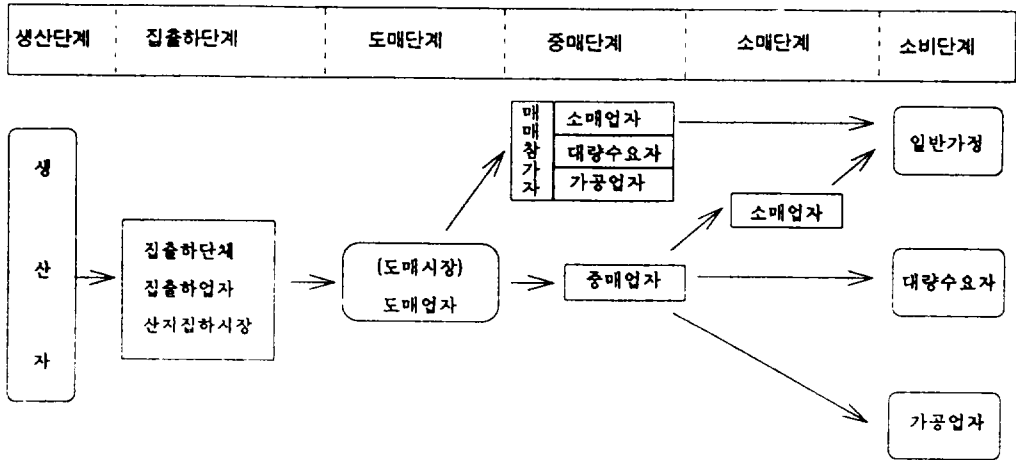 생산단계 집출하단계 도매단계 중매단계 소매단계 소비단계
생산자
집출하단체
집출하업자
산지집하시장
(도매시장)
도매업자
매매참가자
소매업자
대량수요자
가공업자
중매업자
소매업자
일반가정
대량수요자
가공업자